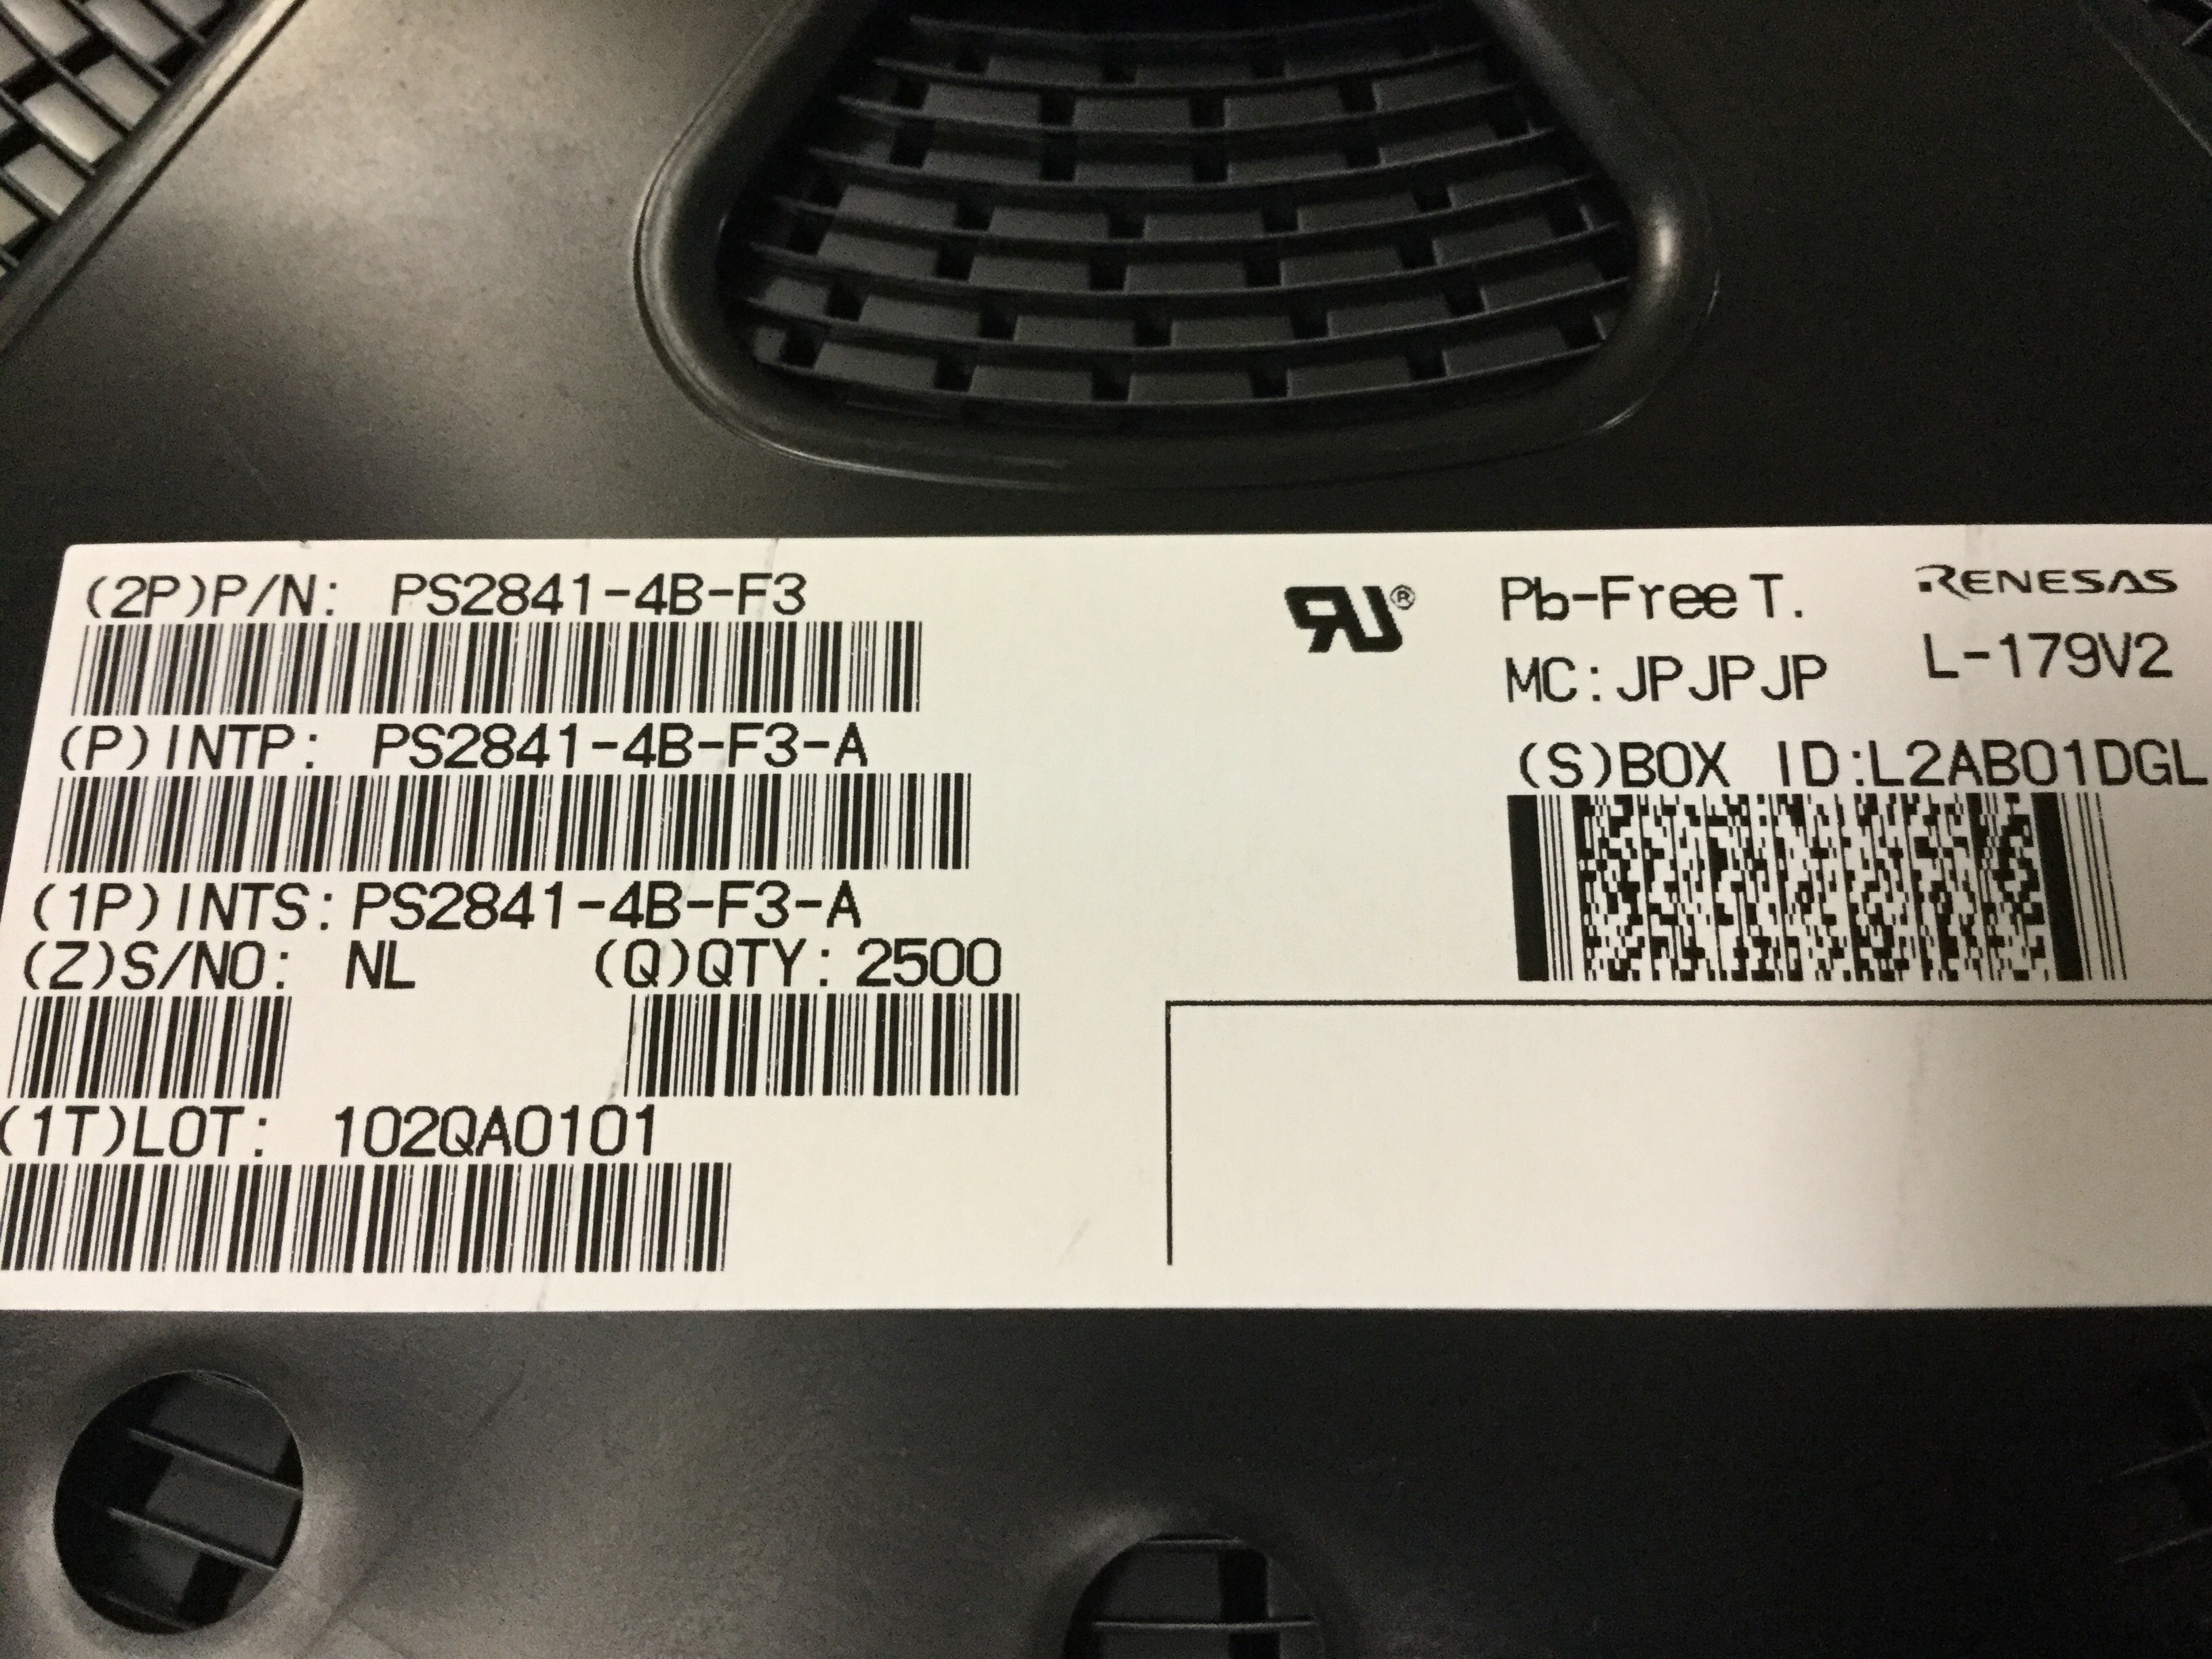 (2P)P/N: PS2841-4B-F3
(P)INTP: PS2841-4B-F3-A
(1P)INTS:PS2841-4B-F3-A
(Z)S/NO: NL (Q)QTY: 2500
(1T)LOT: 102QA0101
RU®
Pb-Free T. RENESAS
MC:JPJPJP L-179V2
(S)BOX ID:L2AB01DGL